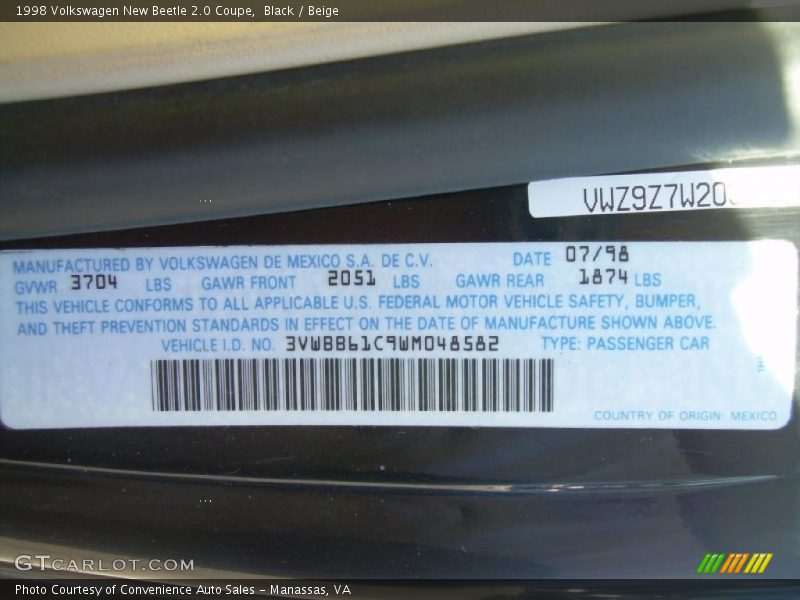 1998 Volkswagen New Beetle 2.0 Coupe, Black / Beige
VWZ9Z7W20
MANUFACTURED BY VOLKSWAGEN DE MEXICO S.A. DE C.V. DATE 07/98
GVWR 3704 LBS GAWR FRONT 2051 LBS GAWR REAR 1874 LBS
THIS VEHICLE CONFORMS TO ALL APPLICABLE U.S. FEDERAL MOTOR VEHICLE SAFETY, BUMPER,
AND THEFT PREVENTION STANDARDS IN EFFECT ON THE DATE OF MANUFACTURE SHOWN ABOVE.
VEHICLE I.D. NO. 3VWBB61C9WM048582 TYPE: PASSENGER CAR
COUNTRY OF ORIGIN: MEXICO
GTCARLOT.COM
Photo Courtesy of Convenience Auto Sales - Manassas, VA